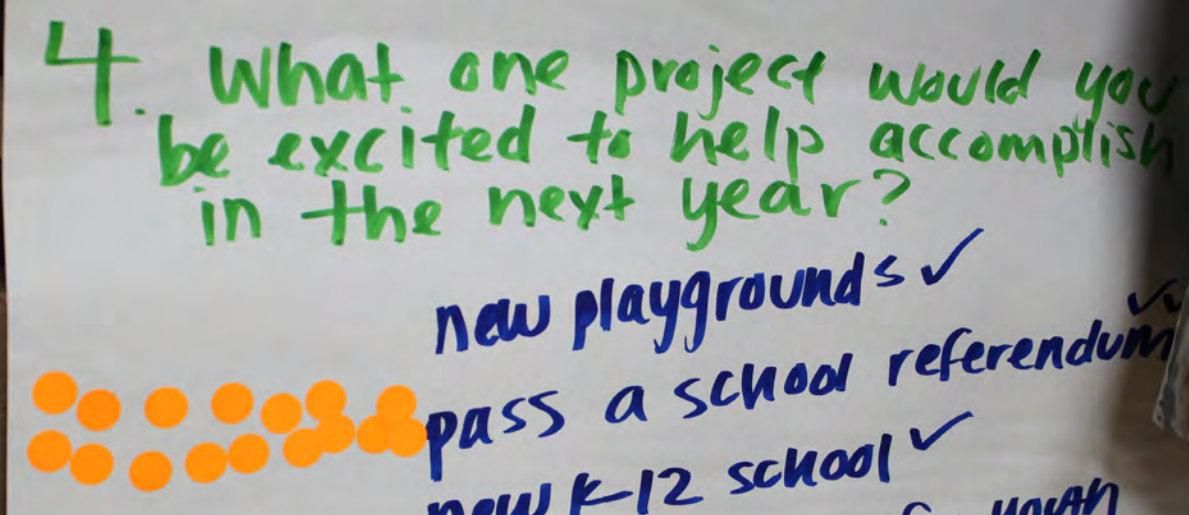 4. What one project would you
be excited to help accomplish
in the next year?
new playgrounds ✓
✓✓
pass a school referendum
new K-12 school ✓
youth